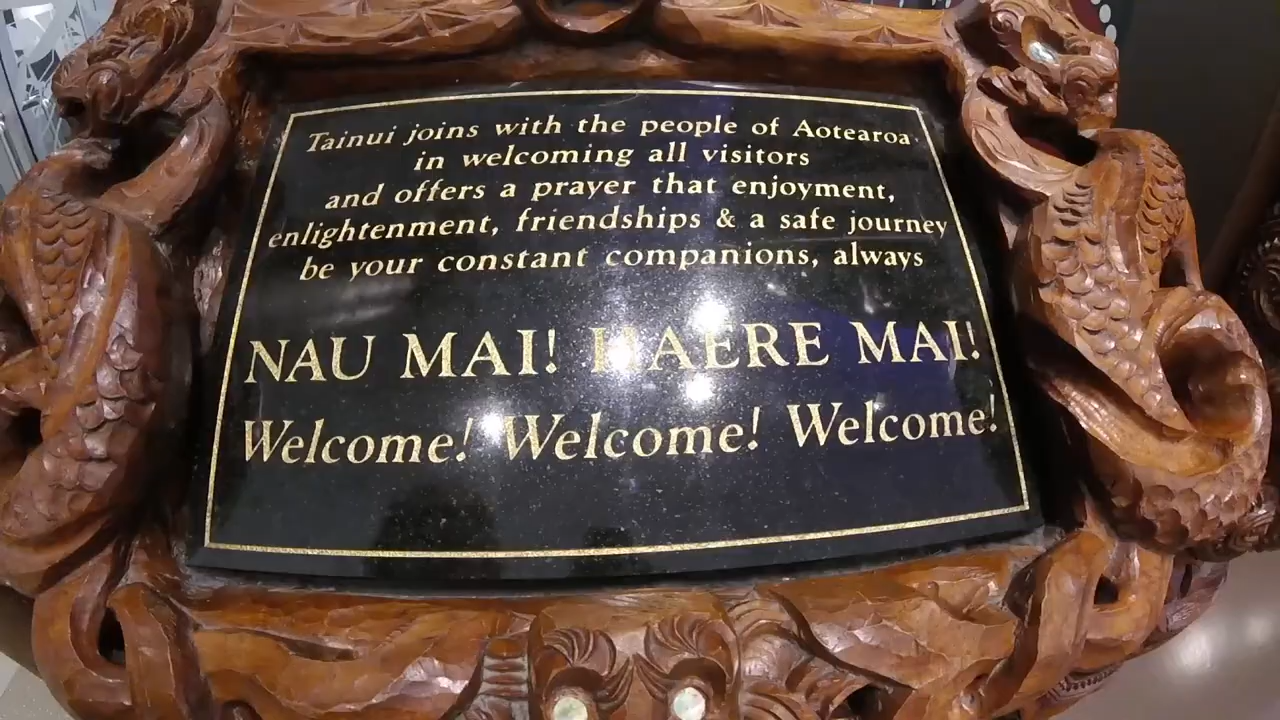 Tainui joins with the people of Aotearoa
in welcoming all visitors
and offers a prayer that enjoyment,
enlightenment, friendships & a safe journey
be your constant companions, always
NAU MAI! HAERE MAI!
Welcome! Welcome! Welcome!